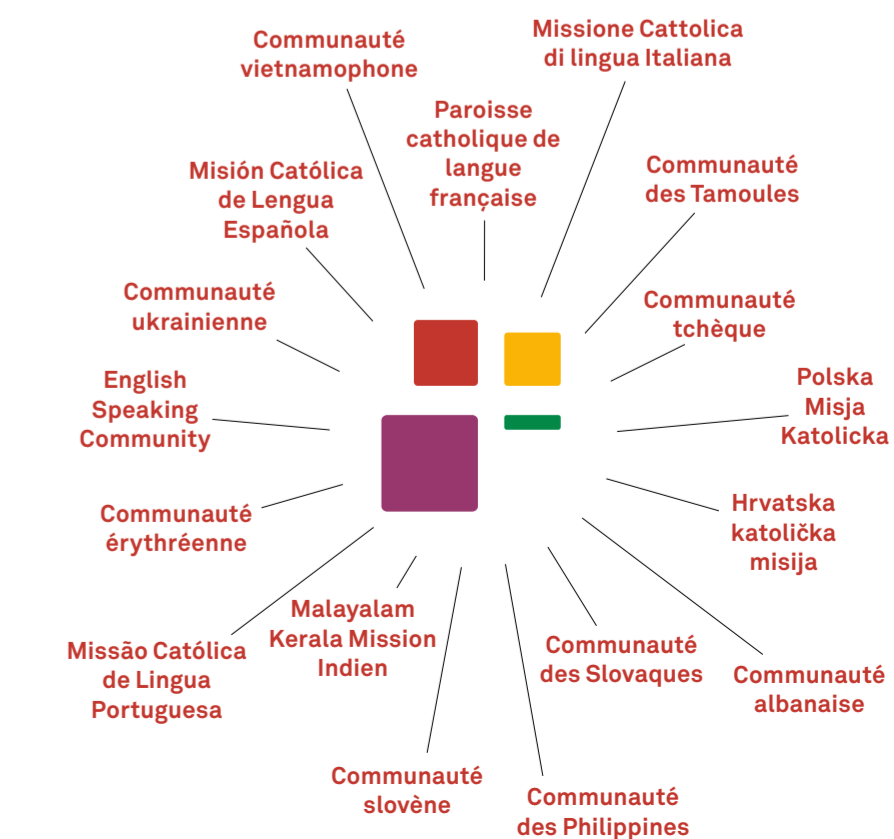 Communauté
vietnamophone
Missione Cattolica
di lingua Italiana
Paroisse
catholique de
langue
française
Misión Católica
de Lengua
Española
Communauté
des Tamoules
Communauté
ukrainienne
Communauté
tchèque
English
Speaking
Community
Polska
Misja
Katolicka
Communauté
érythréenne
Hrvatska
katolička
misija
Missão Católica
de Lingua
Portuguesa
Malayalam
Kerala Mission
Indien
Communauté
des Slovaques
Communauté
albanaise
Communauté
slovène
Communauté
des Philippines